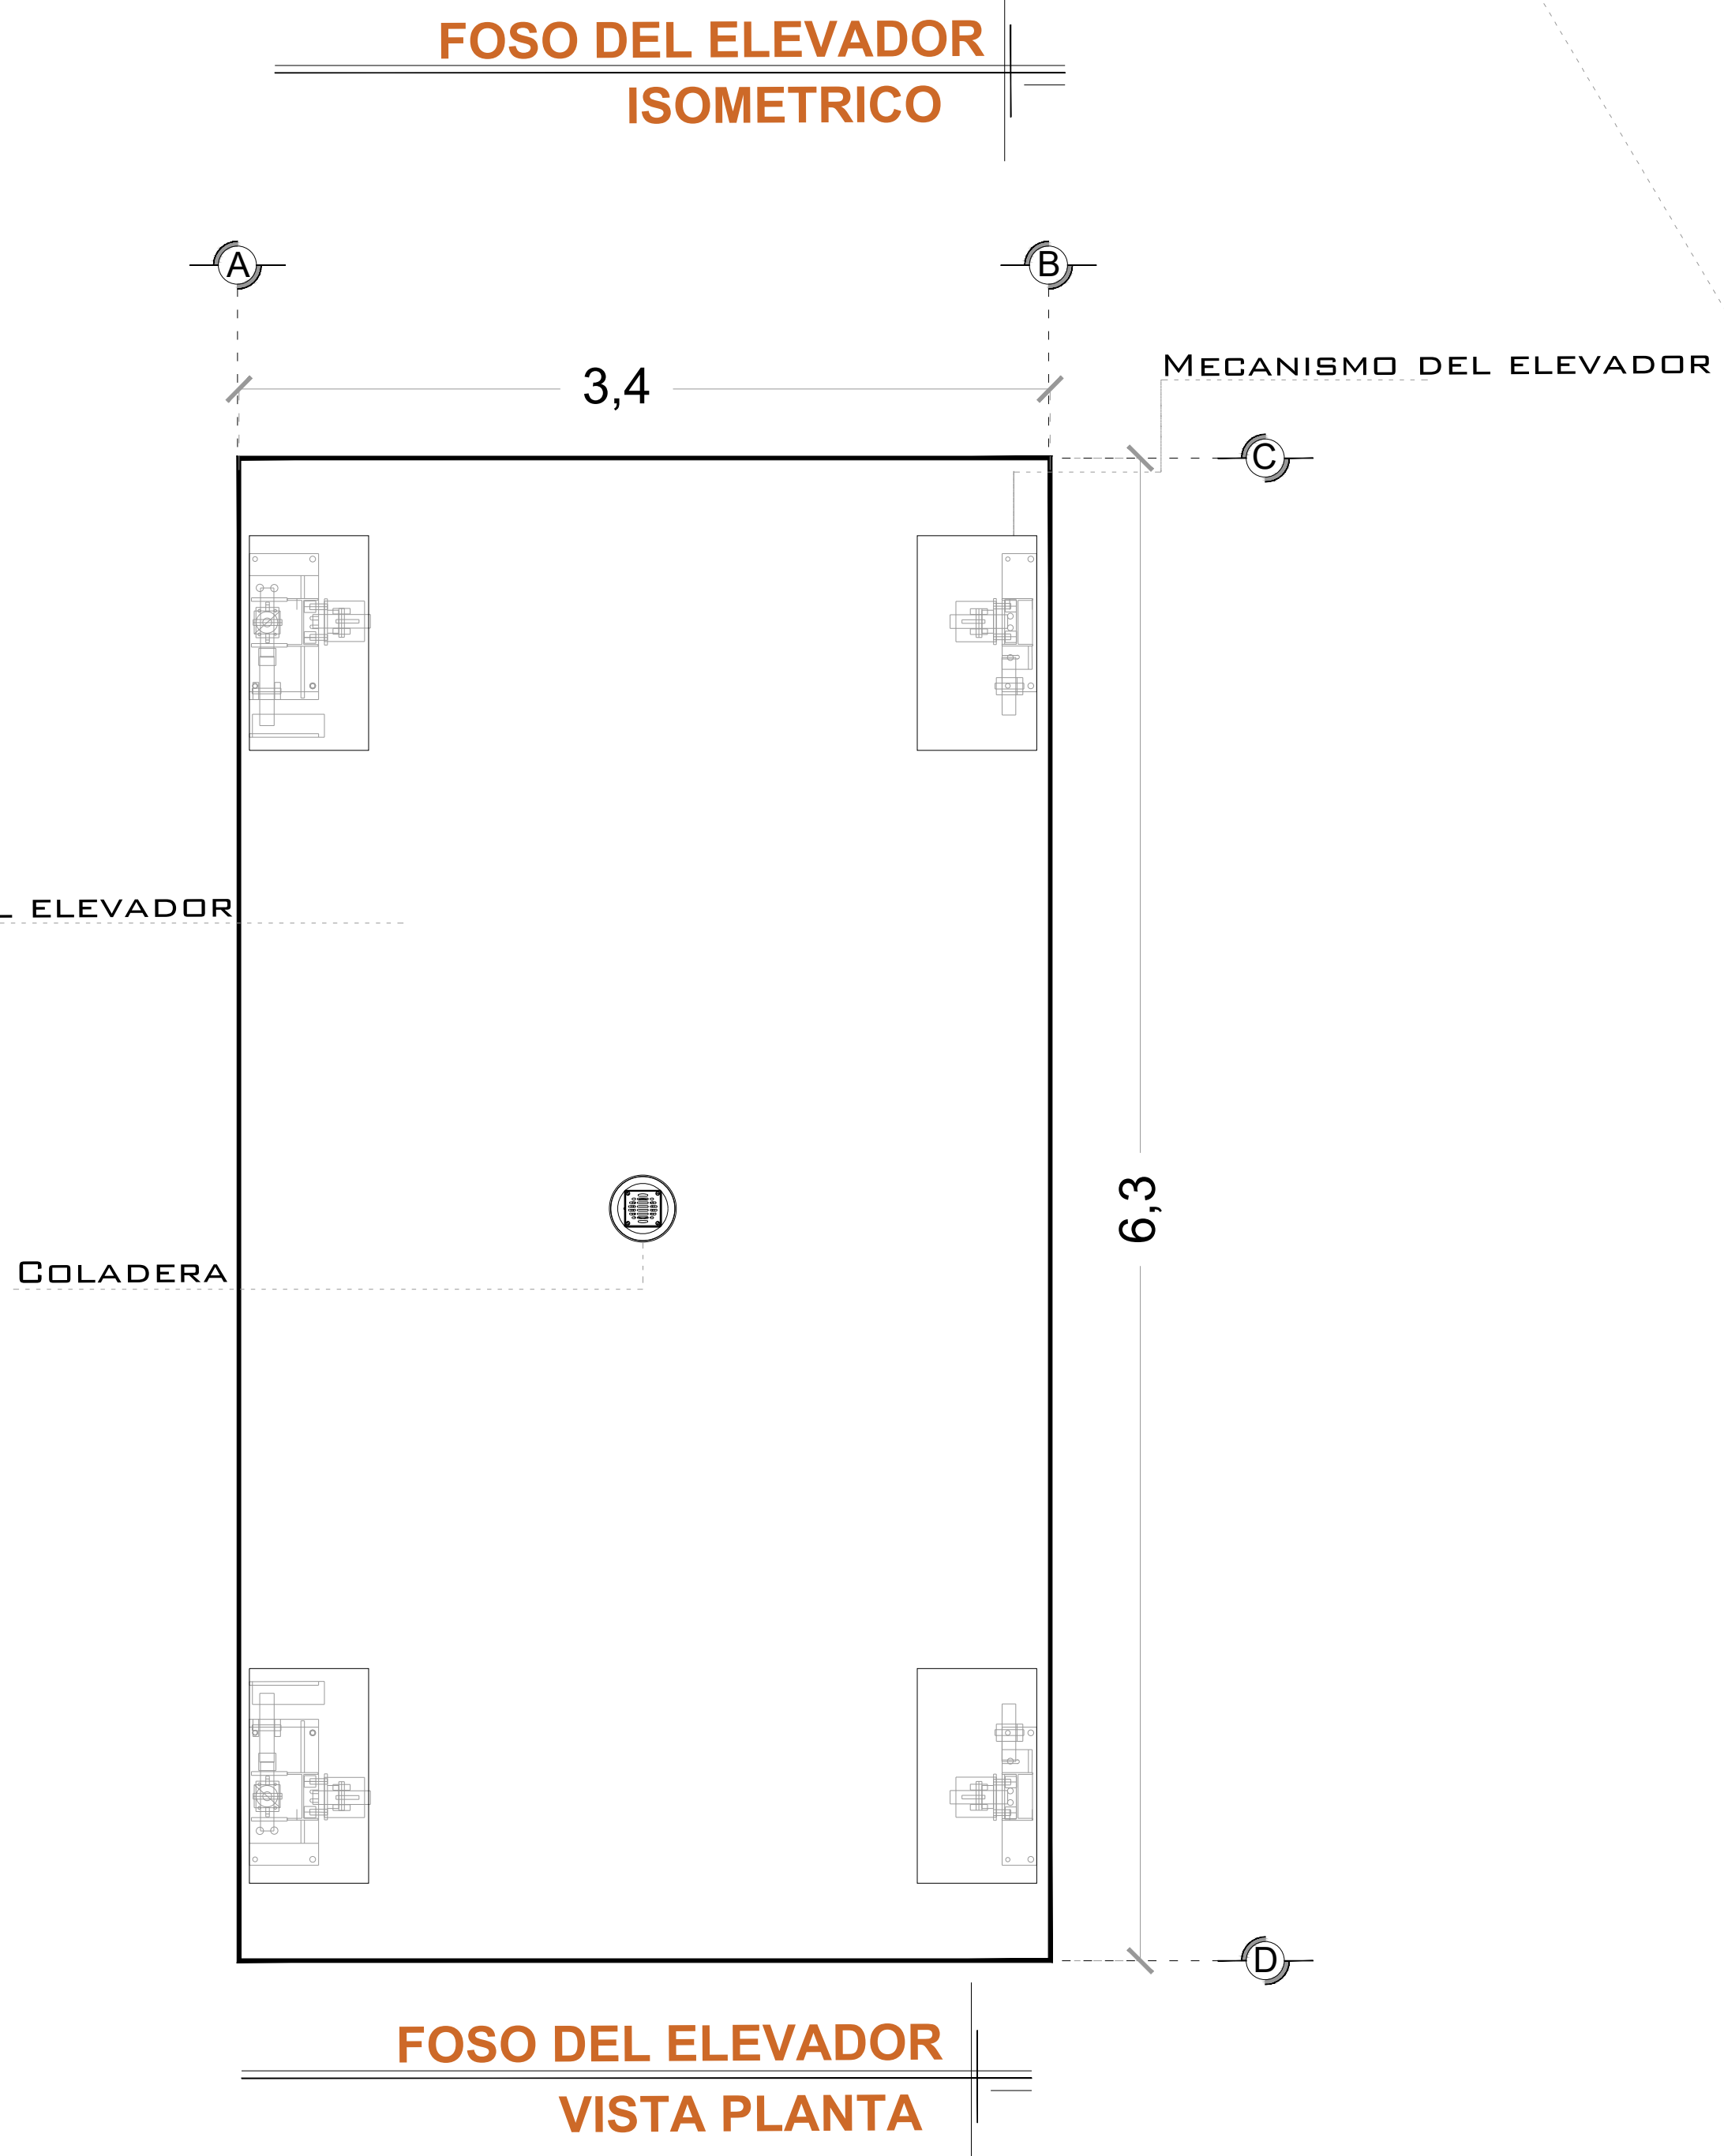 FOSO DEL ELEVADOR
ISOMETRICO
A
B
3,4
MECANISMO DEL ELEVADOR
C
ELEVADOR
6,3
COLADERA
D
FOSO DEL ELEVADOR
VISTA PLANTA